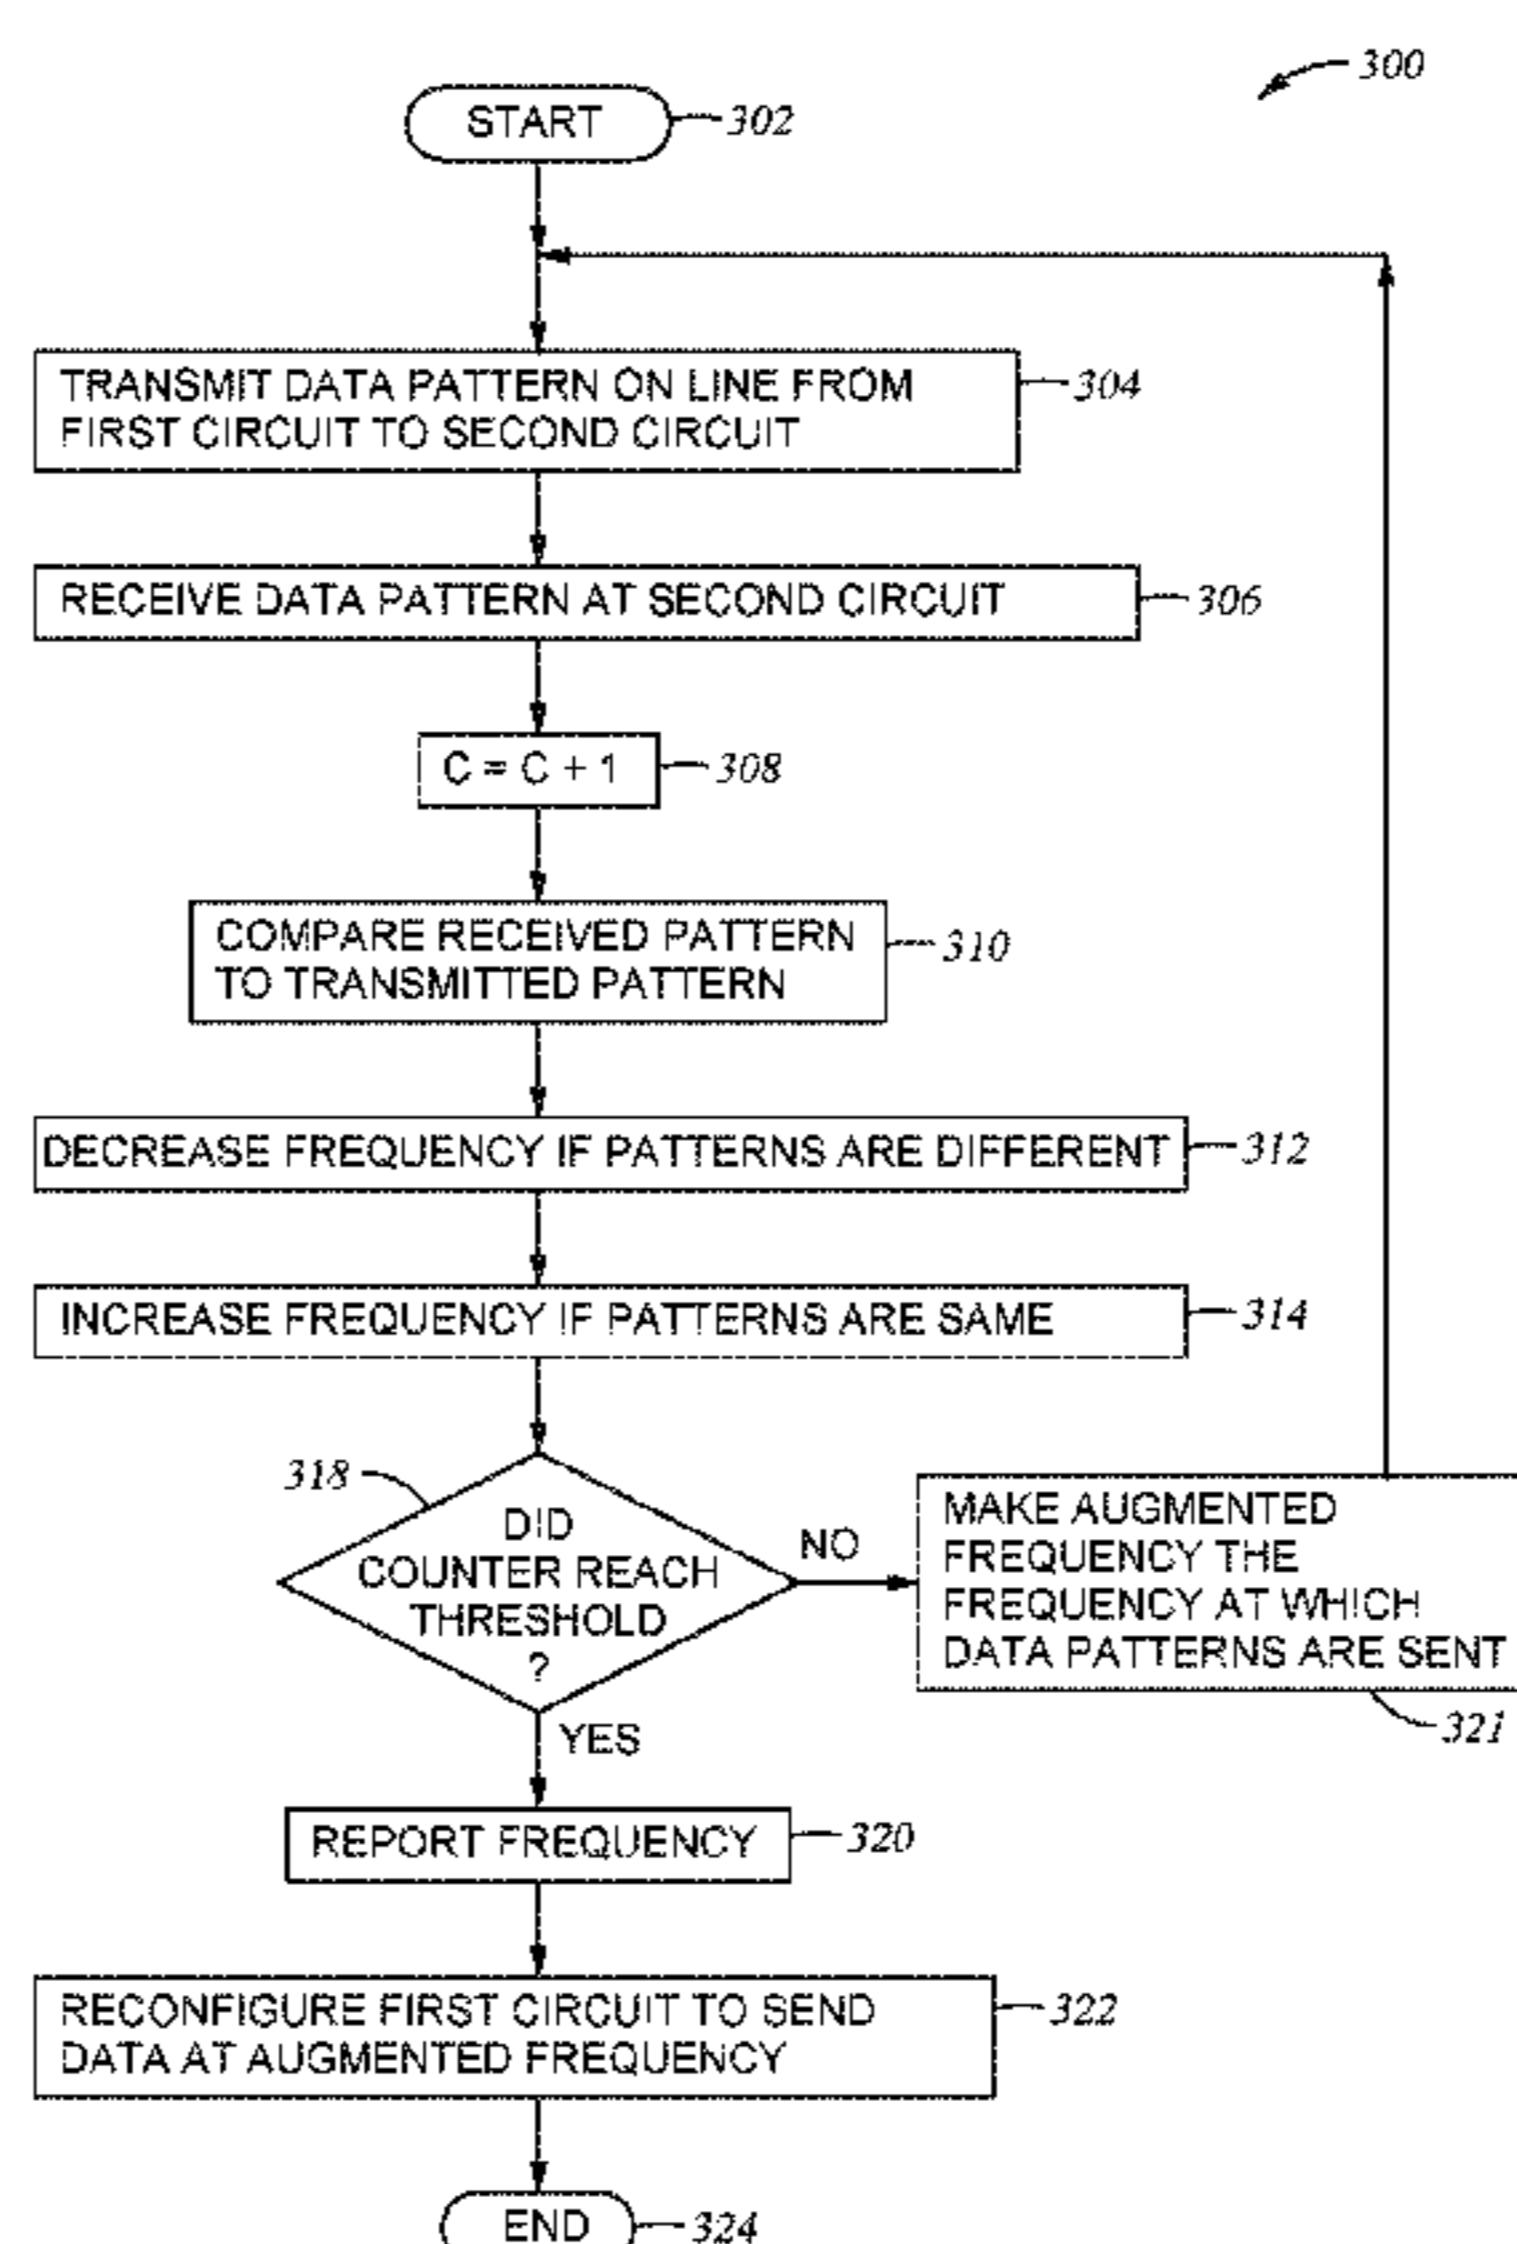 300
START
302
TRANSMIT DATA PATTERN ON LINE FROM
FIRST CIRCUIT TO SECOND CIRCUIT
304
RECEIVE DATA PATTERN AT SECOND CIRCUIT
306
C = C + 1
308
COMPARE RECEIVED PATTERN
TO TRANSMITTED PATTERN
310
DECREASE FREQUENCY IF PATTERNS ARE DIFFERENT
312
INCREASE FREQUENCY IF PATTERNS ARE SAME
314
318
DID
COUNTER REACH
THRESHOLD
?
NO
MAKE AUGMENTED
FREQUENCY THE
FREQUENCY AT WHICH
DATA PATTERNS ARE SENT
321
YES
REPORT FREQUENCY
320
RECONFIGURE FIRST CIRCUIT TO SEND
DATA AT AUGMENTED FREQUENCY
322
END
324